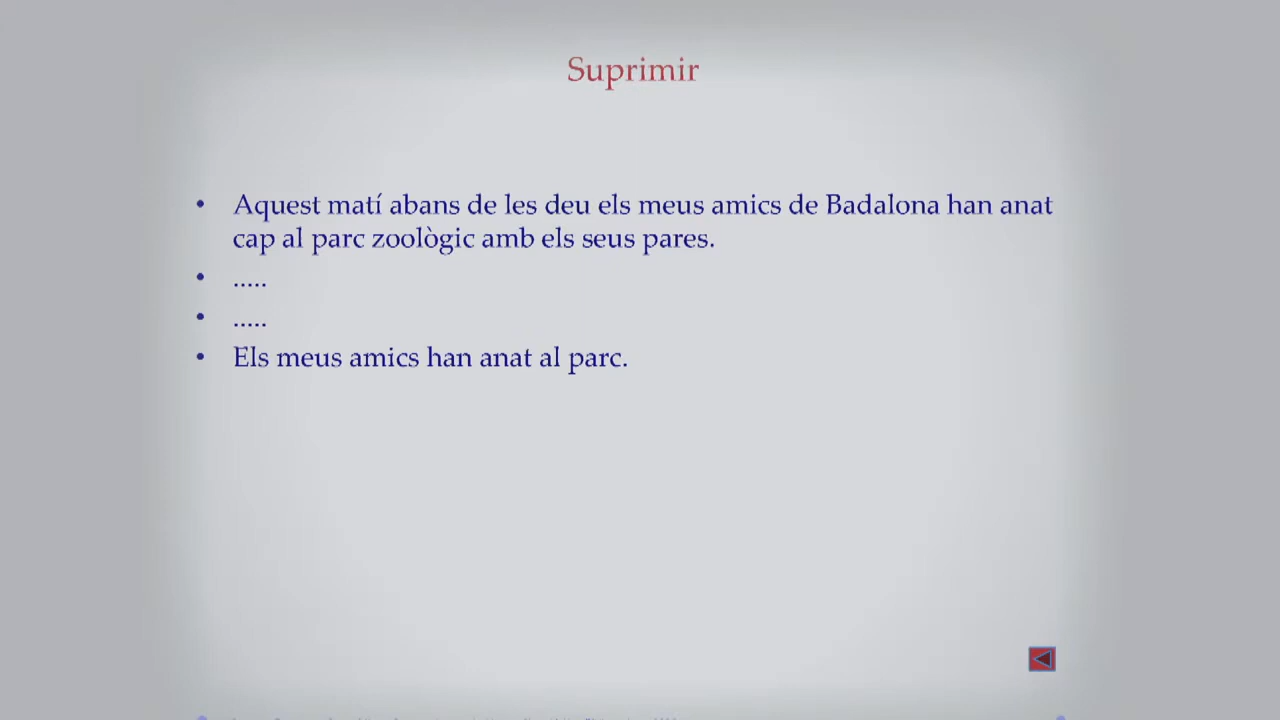 Suprimir
• Aquest matí abans de les deu els meus amics de Badalona han anat
cap al parc zoològic amb els seus pares.
• .....
• .....
• Els meus amics han anat al parc.